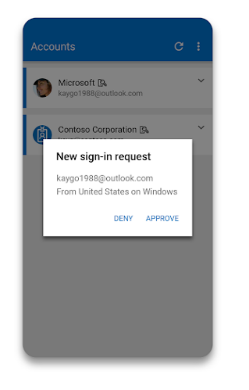 Accounts
Microsoft
kaygo1988@outlook.com
Contoso Corporation
New sign-in request
kaygo1988@outlook.com
From United States on Windows
DENY APPROVE